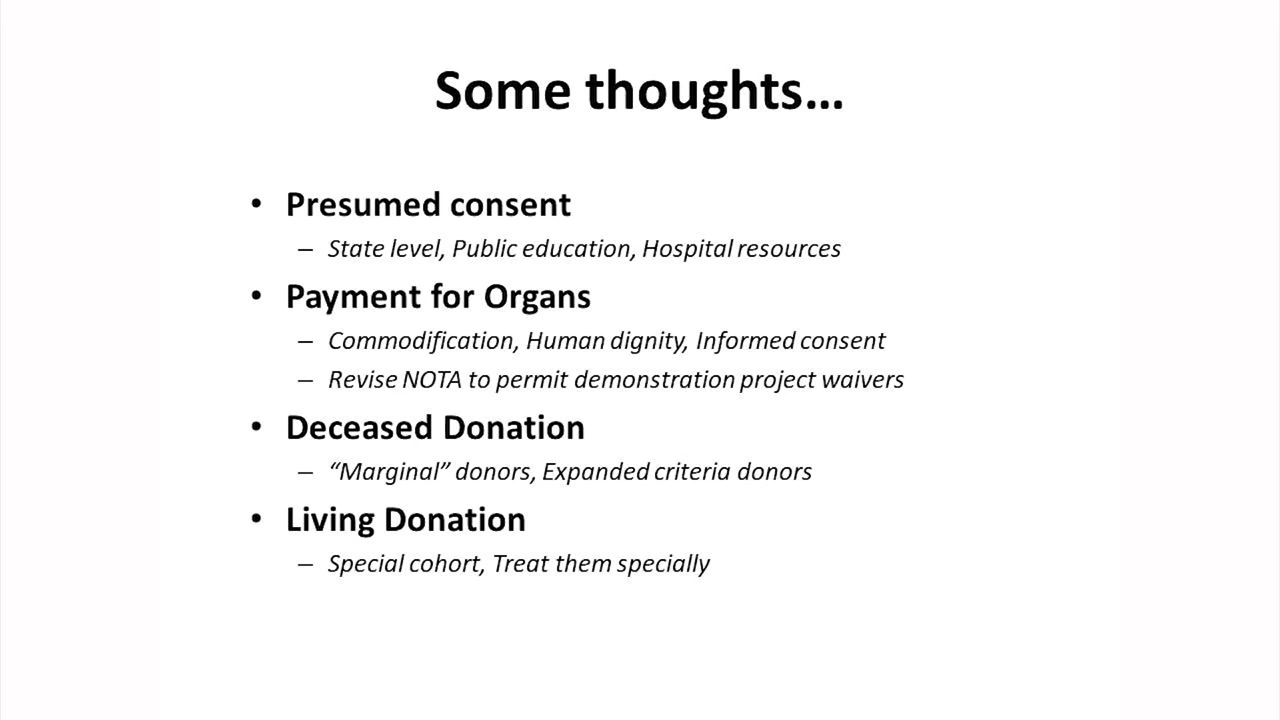 Some thoughts...
• Presumed consent
– State level, Public education, Hospital resources
• Payment for Organs
– Commodification, Human dignity, Informed consent
– Revise NOTA to permit demonstration project waivers
• Deceased Donation
– “Marginal” donors, Expanded criteria donors
• Living Donation
– Special cohort, Treat them specially